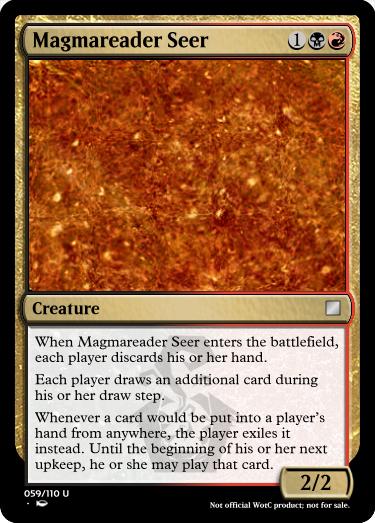 Magmareader Seer 1
Creature
When Magmareader Seer enters the battlefield,
each player discards his or her hand.
Each player draws an additional card during
his or her draw step.
Whenever a card would be put into a player's
hand from anywhere, the player exiles it
instead. Until the beginning of his or her next
upkeep, he or she may play that card.
2/2
059/110 U
Not official WotC product; not for sale.